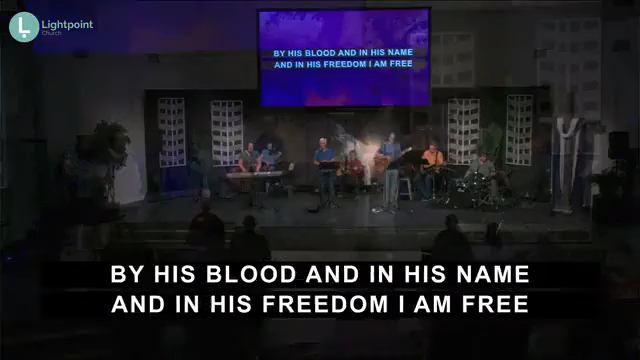 Lightpoint
Church
BY HIS BLOOD AND IN HIS NAME
AND IN HIS FREEDOM I AM FREE
BY HIS BLOOD AND IN HIS NAME
AND IN HIS FREEDOM I AM FREE